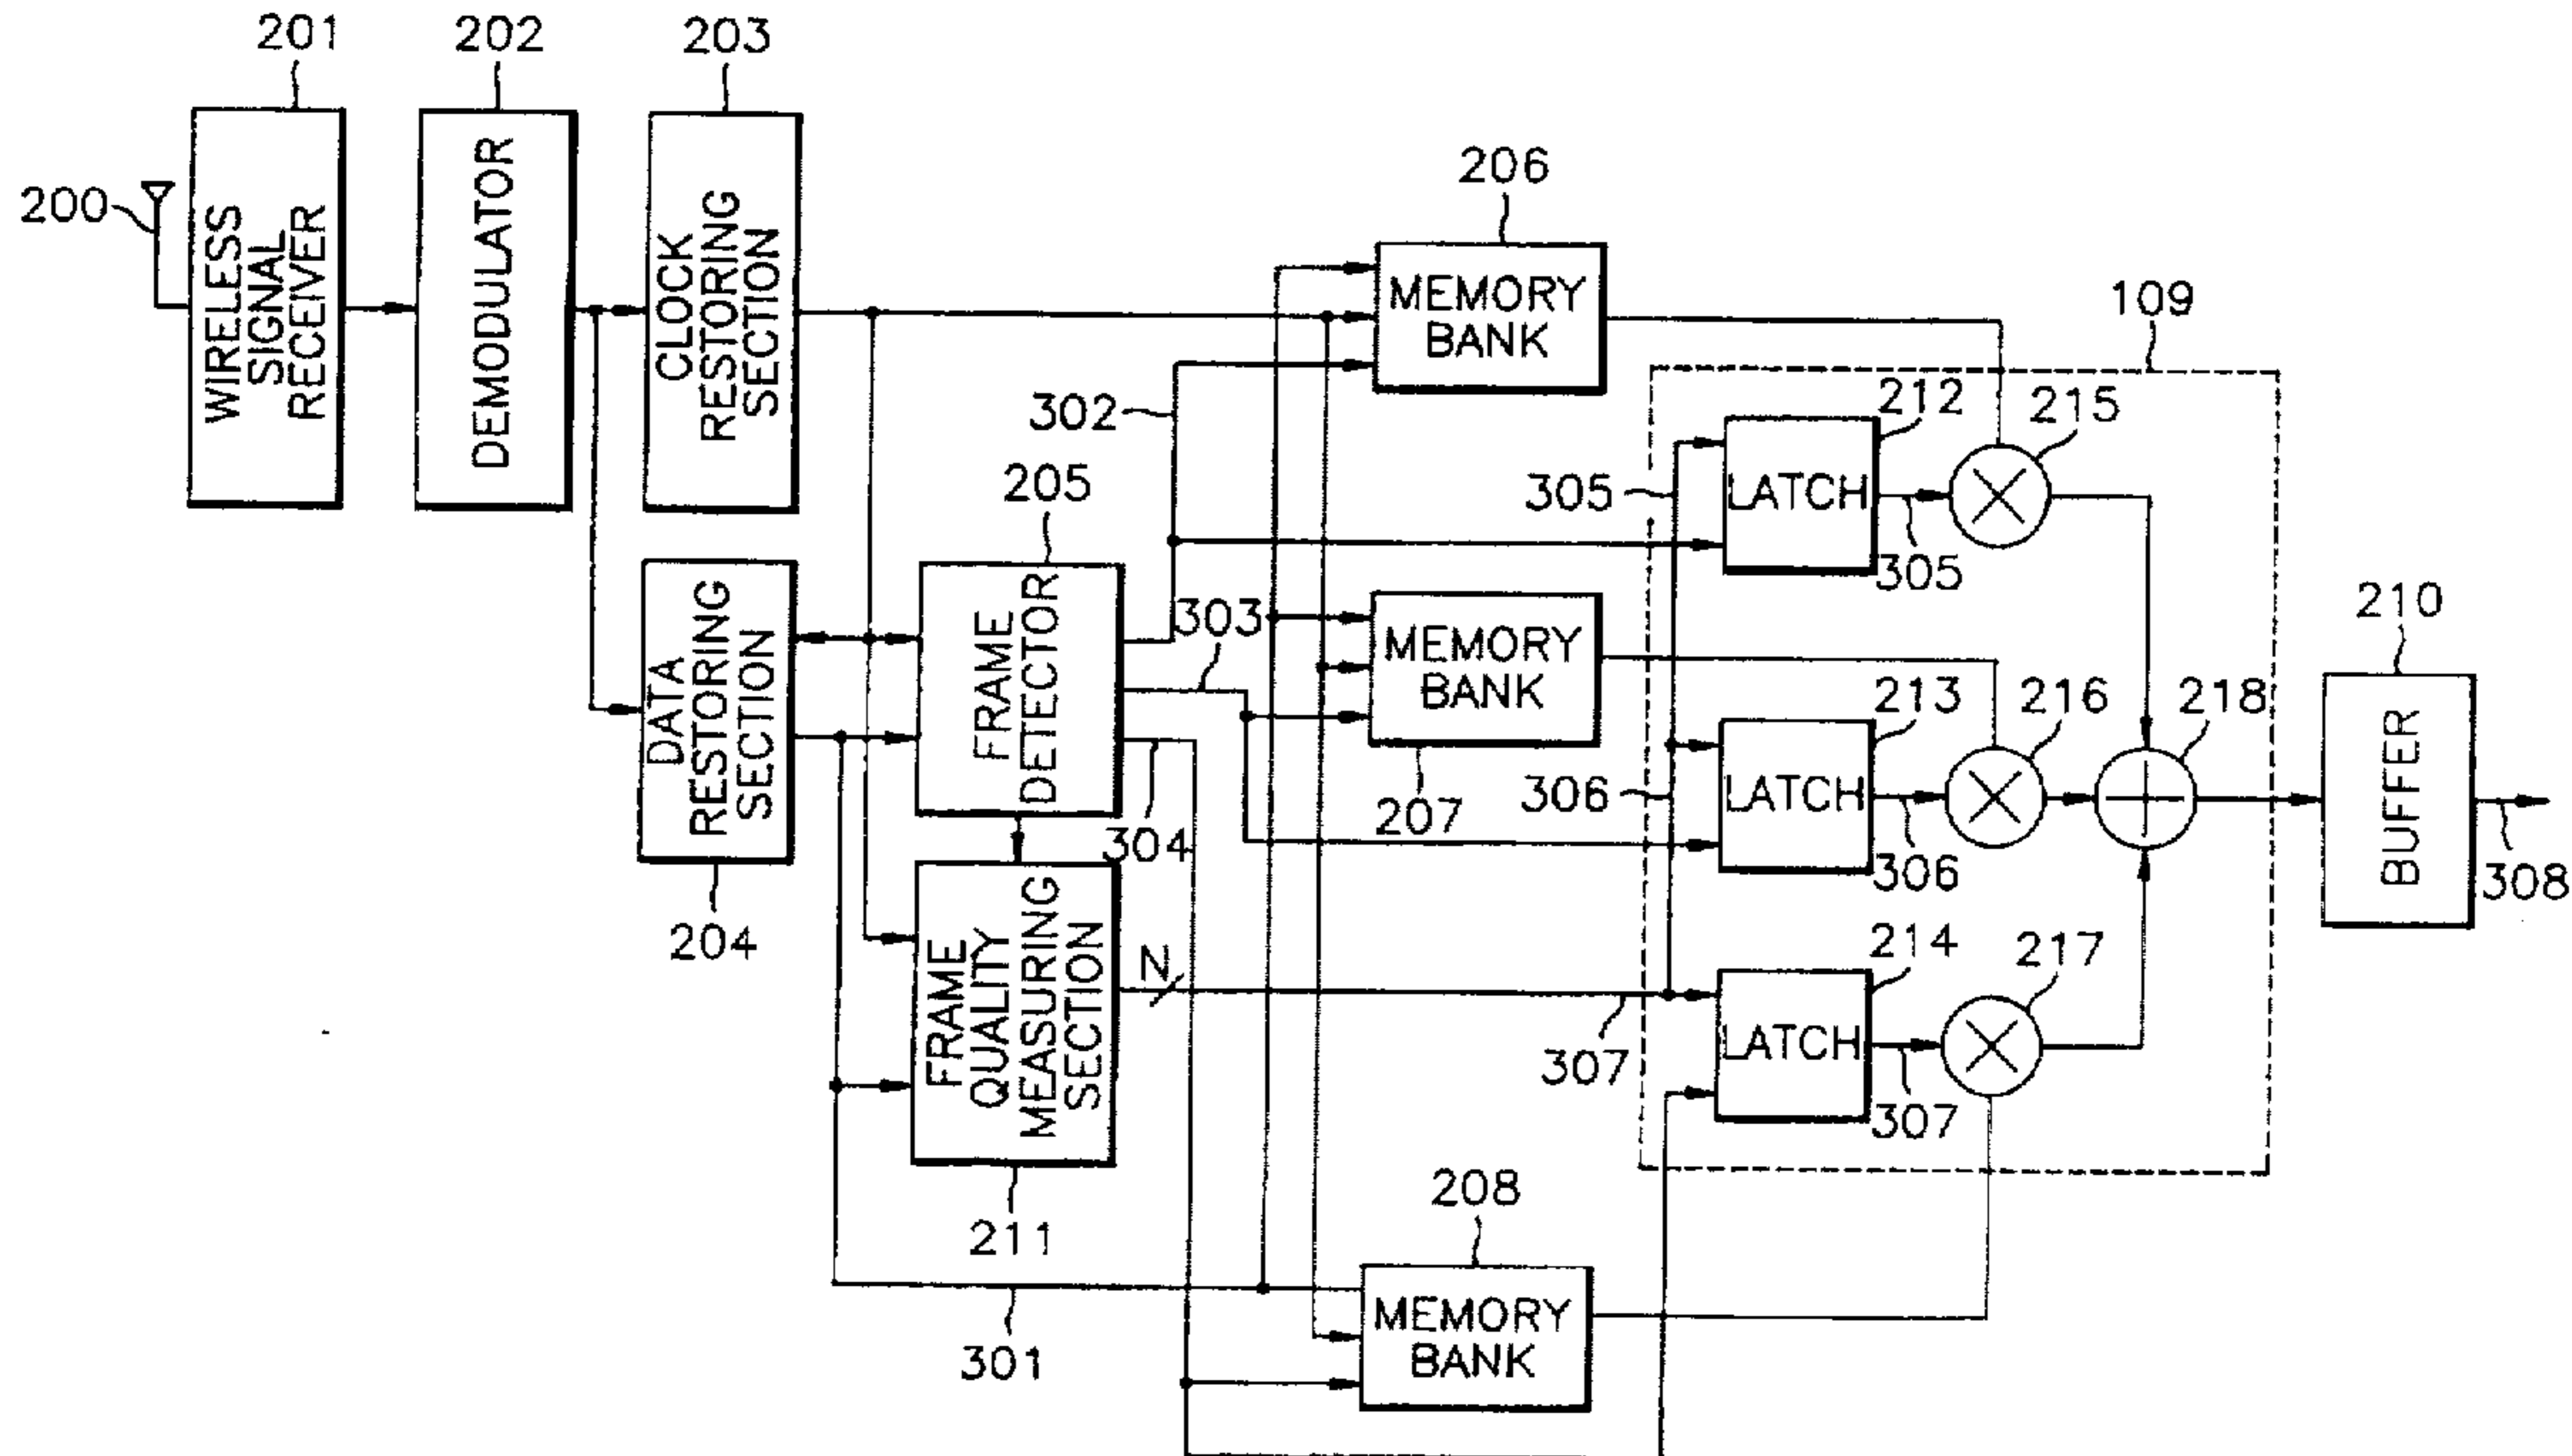 201
202
203
200
WIRELESS
SIGNAL
RECEIVER
DEMODULATOR
CLOCK
RESTORING
SECTION
206
MEMORY
BANK
109
302
212
215
305
LATCH
305
205
303
FRAME
DETECTOR
DATA
RESTORING
SECTION
204
MEMORY
BANK
207
304
210
213
216
218
306
LATCH
306
BUFFER
308
FRAME
QUALITY
MEASURING
SECTION
211
N
214
217
307
LATCH
307
208
MEMORY
BANK
301